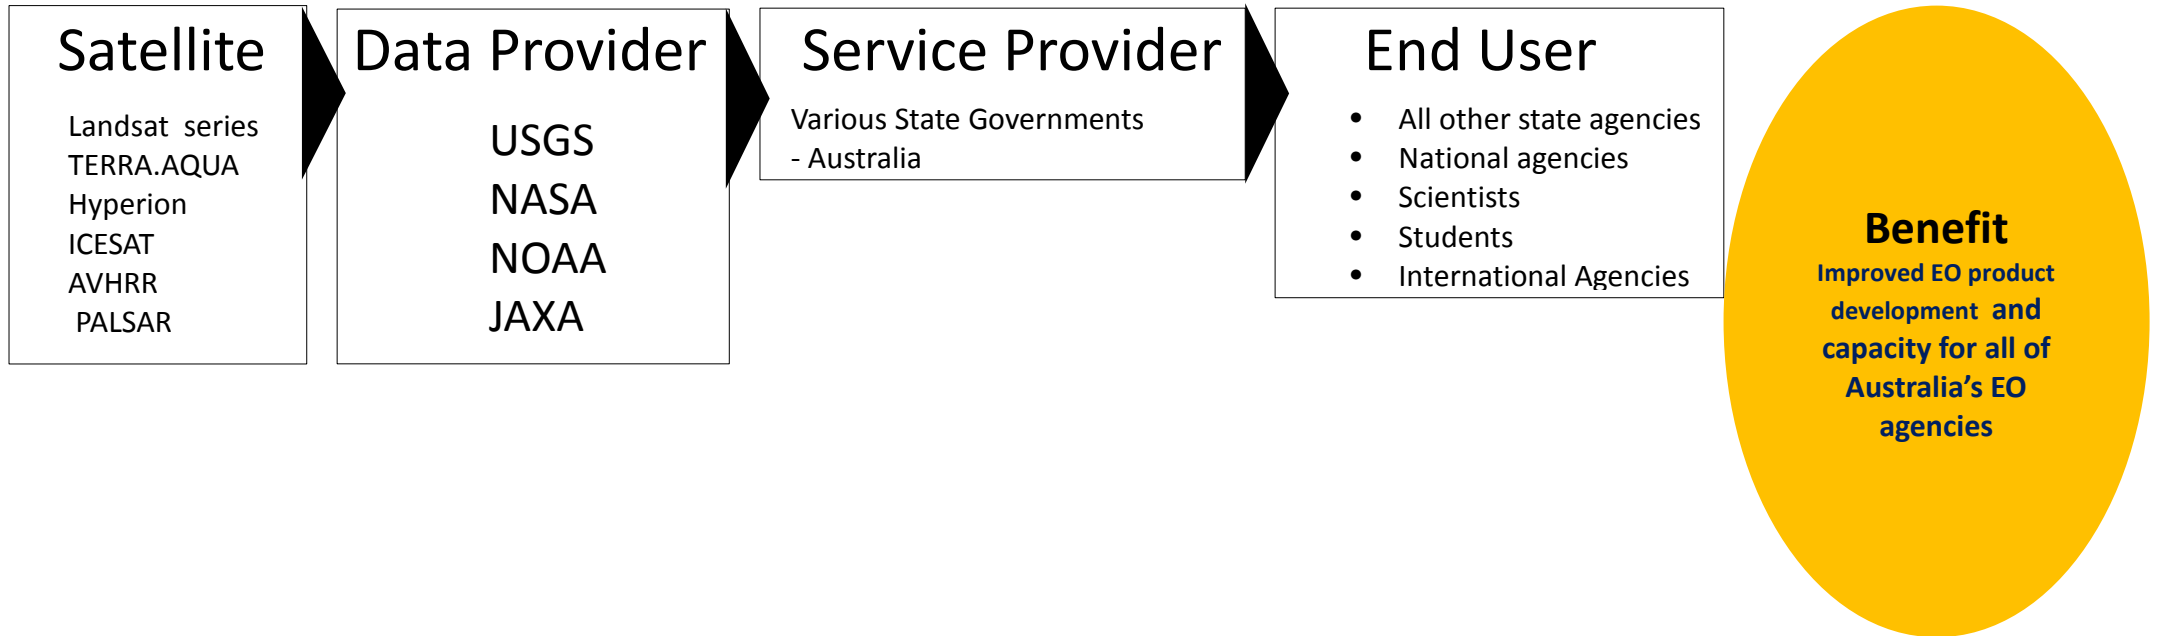 Satellite
Landsat series
TERRA.AQUA
Hyperion
ICESAT
AVHRR
PALSAR
Data Provider
USGS
NASA
NOAA
JAXA
Service Provider
Various State Governments
- Australia
End User
• All other state agencies
• National agencies
• Scientists
• Students
• International Agencies
Benefit
Improved EO product
development and
capacity for all of
Australia’s EO
agencies